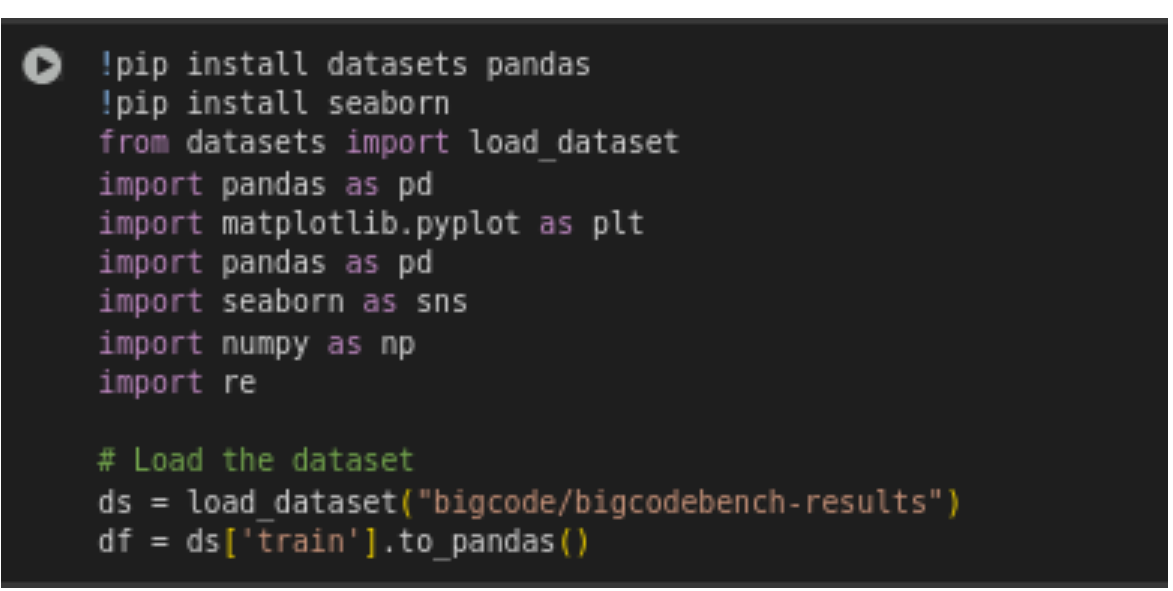 !pip install datasets pandas
!pip install seaborn
from datasets import load_dataset
import pandas as pd
import matplotlib.pyplot as plt
import pandas as pd
import seaborn as sns
import numpy as np
import re
# Load the dataset
ds = load_dataset("bigcode/bigcodebench-results")
df = ds['train'].to_pandas()